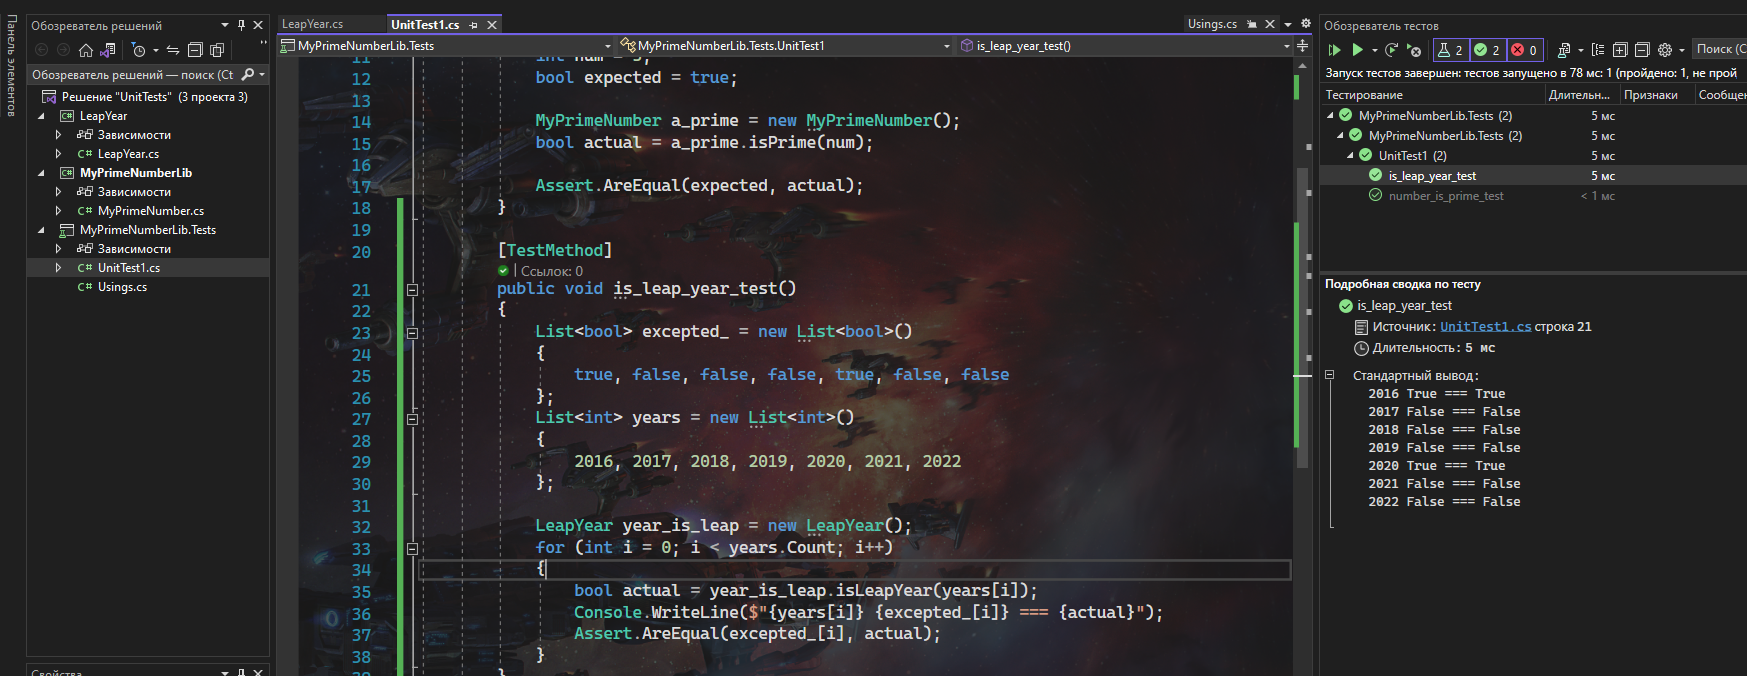 Панель элементов
Обозреватель решений
Обозреватель решений — поиск (Ct
Решение "UnitTests" (3 проекта 3)
LeapYear
Зависимости
C# LeapYear.cs
MyPrimeNumberLib
Зависимости
C# MyPrimeNumber.cs
MyPrimeNumberLib.Tests
Зависимости
C# UnitTest1.cs
C# Usings.cs
Свойства
LeapYear.cs
UnitTest1.cs
Usings.cs
MyPrimeNumberLib.Tests
MyPrimeNumberLib.Tests.UnitTest1
is_leap_year_test()
11 int num = 3;
12 bool expected = true;
13
14 MyPrimeNumber a_prime = new MyPrimeNumber();
15 bool actual = a_prime.isPrime(num);
16
17 Assert.AreEqual(expected, actual);
18 }
19
20 [TestMethod]
| Ссылок: 0
21 public void is_leap_year_test()
22 {
23 List<bool> excepted_ = new List<bool>()
24 {
25 true, false, false, false, true, false, false
26 };
27 List<int> years = new List<int>()
28 {
29 2016, 2017, 2018, 2019, 2020, 2021, 2022
30 };
31
32 LeapYear year_is_leap = new LeapYear();
33 for (int i = 0; i < years.Count; i++)
34 {
35 bool actual = year_is_leap.isLeapYear(years[i]);
36 Console.WriteLine($"{years[i]} {excepted_[i]} === {actual}");
37 Assert.AreEqual(excepted_[i], actual);
38 }
39 }
Обозреватель тестов
2 2 0
Поиск (C
Запуск тестов завершен: тестов запущено в 78 мс: 1 (пройдено: 1, не прой
Тестирование Длительн... Признаки Сообщен
MyPrimeNumberLib.Tests (2) 5 мс
MyPrimeNumberLib.Tests (2) 5 мс
UnitTest1 (2) 5 мс
is_leap_year_test 5 мс
number_is_prime_test < 1 мс
Подробная сводка по тесту
is_leap_year_test
Источник: UnitTest1.cs строка 21
Длительность: 5 мс
Стандартный вывод:
2016 True === True
2017 False === False
2018 False === False
2019 False === False
2020 True === True
2021 False === False
2022 False === False